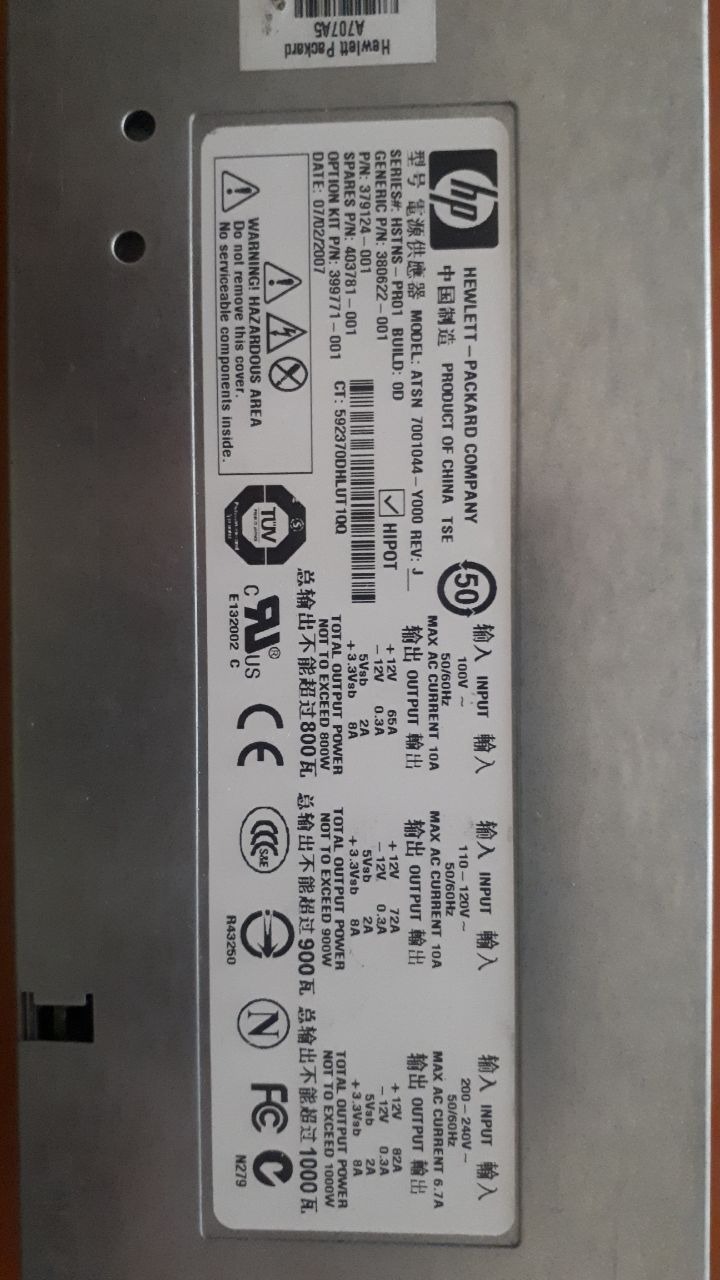 Hewlett Packard
A707A5
hp
HEWLETT-PACKARD COMPANY
中国制造 PRODUCT OF CHINA TSE
型号 電源供應器 MODEL: ATSN 7001044-Y000 REV: J
SERIES#: HSTNS-PR01 BUILD: 0D
GENERIC P/N: 380622-001
P/N: 379124-001
SPARES P/N: 403781-001
OPTION KIT P/N: 399771-001
DATE: 07/02/2007
HIPOT
CT: 592370DHLUT1QQ
WARNING! HAZARDOUS AREA
Do not remove this cover.
No serviceable components inside.
50
输入 INPUT 輸入
100V ~
50/60Hz
MAX AC CURRENT 10A
输出 OUTPUT 輸出
+12V 65A
-12V 0.3A
5Vsb 2A
+3.3Vsb 8A
TOTAL OUTPUT POWER
NOT TO EXCEED 800W
总输出不能超过800瓦
输入 INPUT 輸入
110-120V ~
50/60Hz
MAX AC CURRENT 10A
输出 OUTPUT 輸出
+12V 72A
-12V 0.3A
5Vsb 2A
+3.3Vsb 8A
TOTAL OUTPUT POWER
NOT TO EXCEED 900W
总输出不能超过900瓦
输入 INPUT 輸入
200-240V ~
50/60Hz
MAX AC CURRENT 6.7A
输出 OUTPUT 輸出
+12V 82A
-12V 0.3A
5Vsb 2A
+3.3Vsb 8A
TOTAL OUTPUT POWER
NOT TO EXCEED 1000W
总输出不能超过1000瓦
S
TÜV
c RU® US
E132002 C
CE
CCC S&E
R43250
N
FC
N279